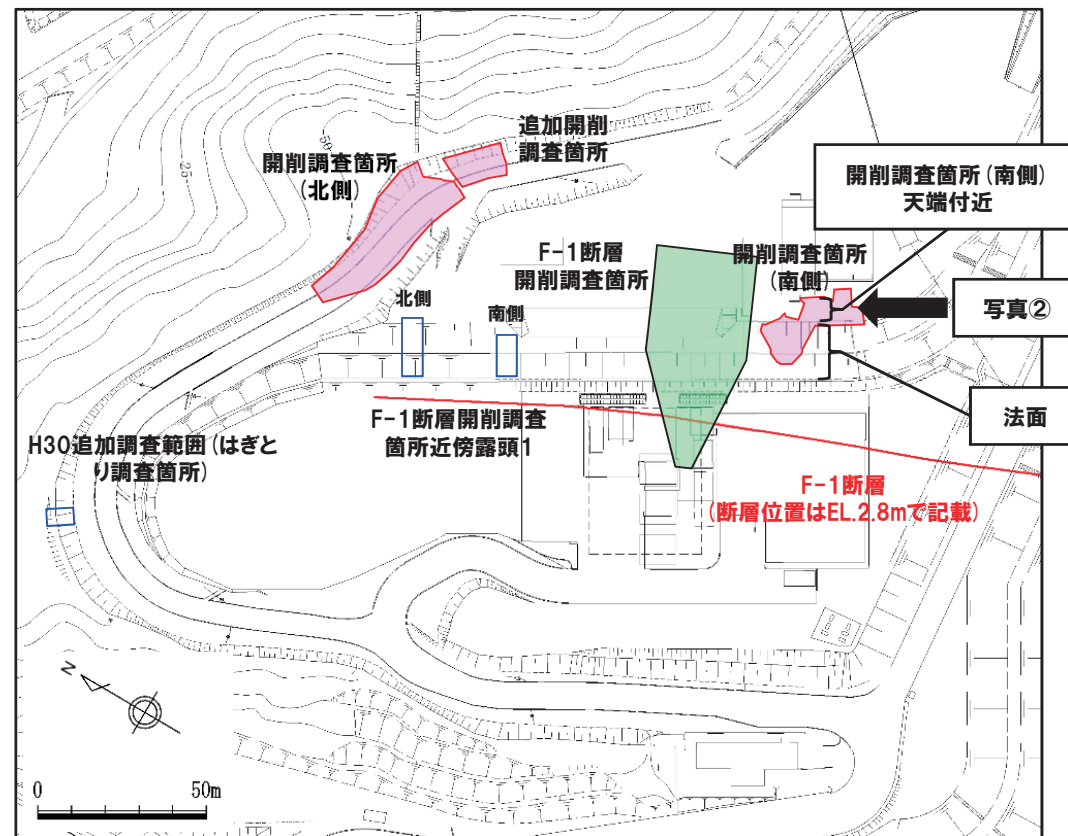 追加開削
調査箇所
開削調査箇所
(北側)
50
25
開削調査箇所(南側)
天端付近
F-1断層
開削調査箇所
開削調査箇所
(南側)
北側
南側
写真②
法面
F-1断層開削調査
箇所近傍露頭1
H30追加調査範囲(はぎと
り調査箇所)
F-1断層
(断層位置はEL.2.8mで記載)
N
0 50m